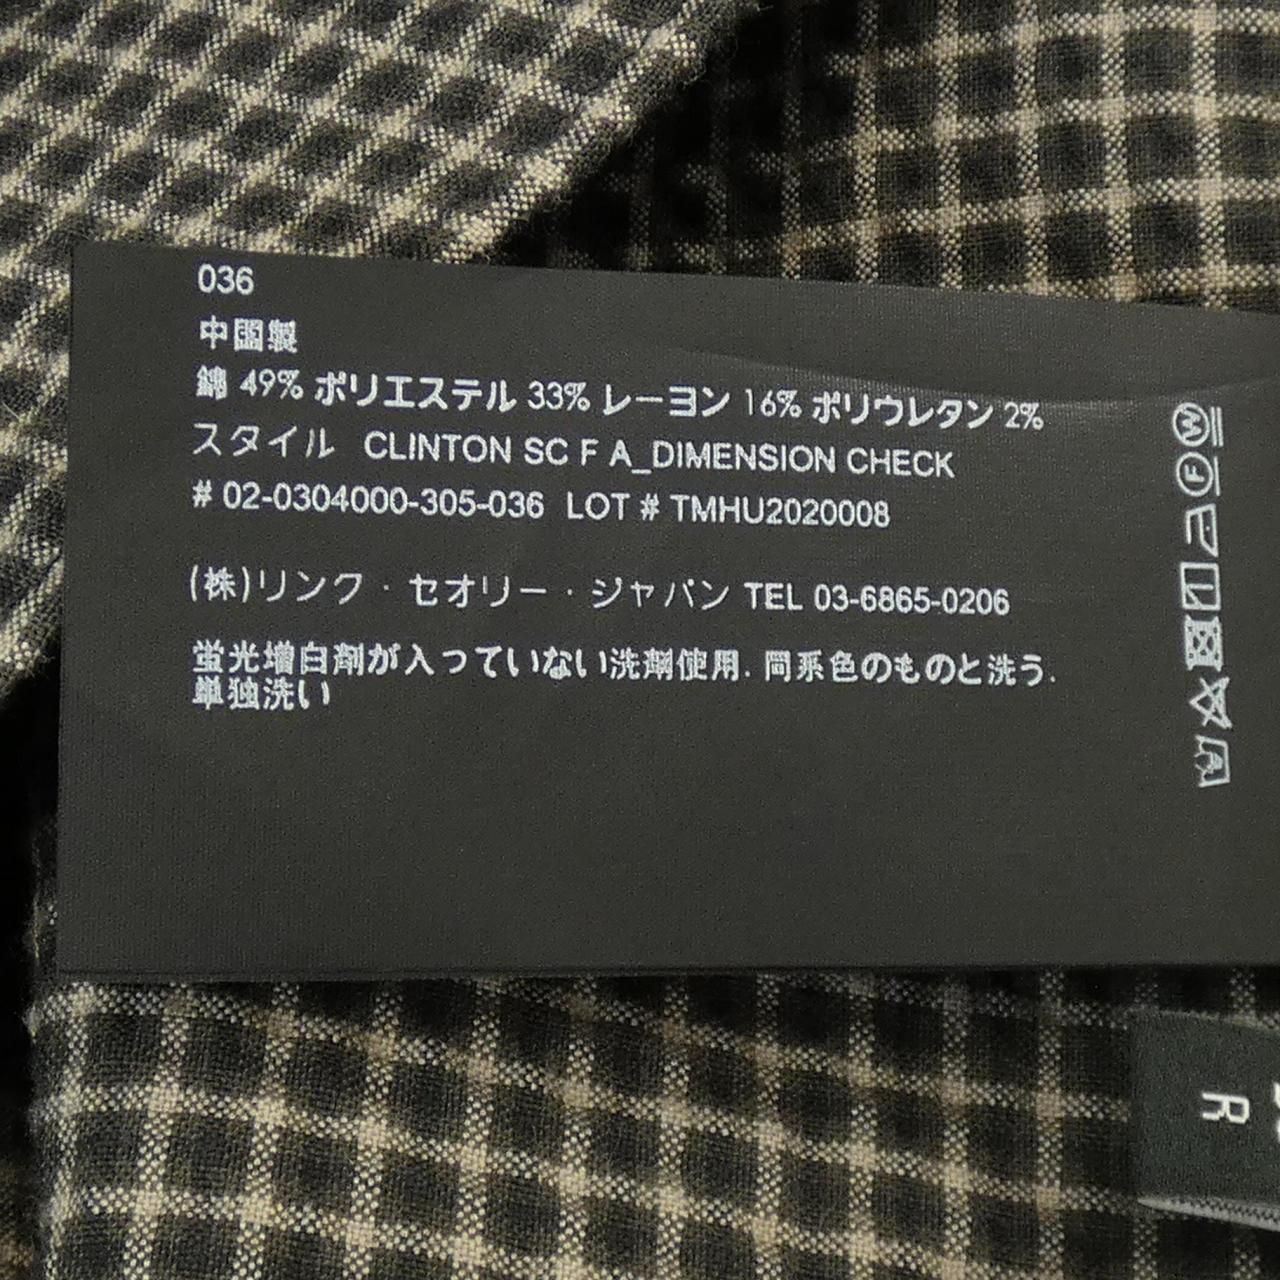 036
中国製
綿 49% ポリエステル 33% レーヨン 16% ポリウレタン 2%
スタイル CLINTON SC F A_DIMENSION CHECK
# 02-0304000-305-036 LOT # TMHU2020008
(株)リンク・セオリー・ジャパン TEL 03-6865-0206
蛍光増白剤が入っていない洗剤使用. 同系色のものと洗う.
単独洗い
W
F
R